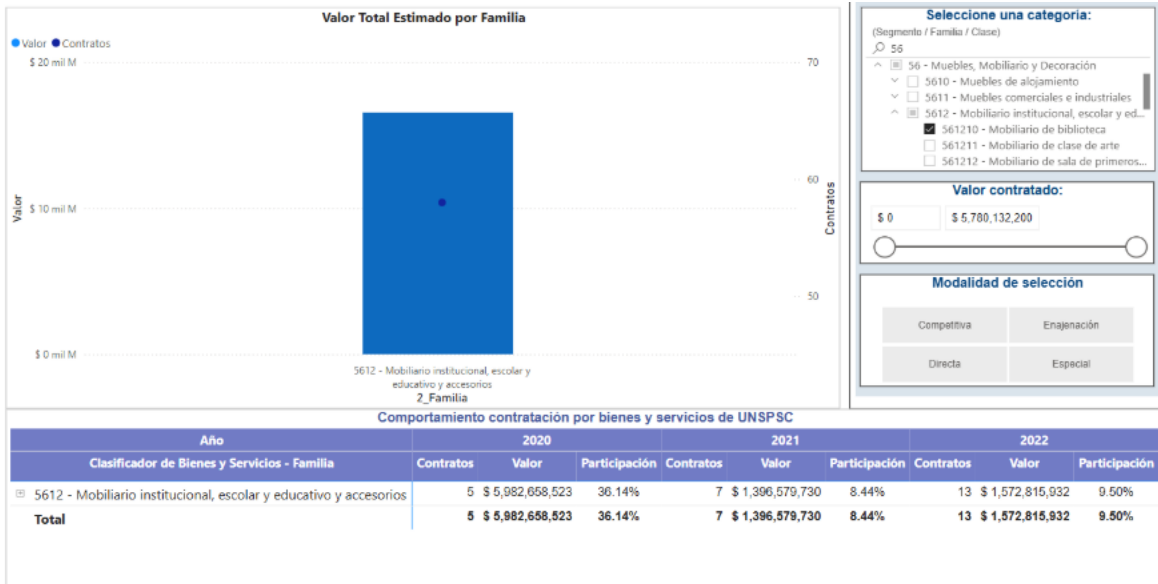 Valor Total Estimado por Familia
Valor Contratos
$ 20 mil M
$ 10 mil M
$ 0 mil M
Valor
70
60
50
Contratos
5612 - Mobiliario institucional, escolar y
educativo y accesorios
2_Familia
Seleccione una categoria:
(Segmento / Familia / Clase)
56
56 - Muebles, Mobiliario y Decoración
5610 - Muebles de alojamiento
5611 - Muebles comerciales e industriales
5612 - Mobiliario institucional, escolar y ed...
561210 - Mobiliario de biblioteca
561211 - Mobiliario de clase de arte
561212 - Mobiliario de sala de primeros...
Valor contratado:
$ 0 $ 5,780,132,200
Modalidad de selección
Competitiva Enajenación
Directa Especial
Comportamiento contratación por bienes y servicios de UNSPSC
Año 2020 2021 2022
Clasificador de Bienes y Servicios - Familia Contratos Valor Participación Contratos Valor Participación Contratos Valor Participación
5612 - Mobiliario institucional, escolar y educativo y accesorios 5 $ 5,982,658,523 36.14% 7 $ 1,396,579,730 8.44% 13 $ 1,572,815,932 9.50%
Total 5 $ 5,982,658,523 36.14% 7 $ 1,396,579,730 8.44% 13 $ 1,572,815,932 9.50%